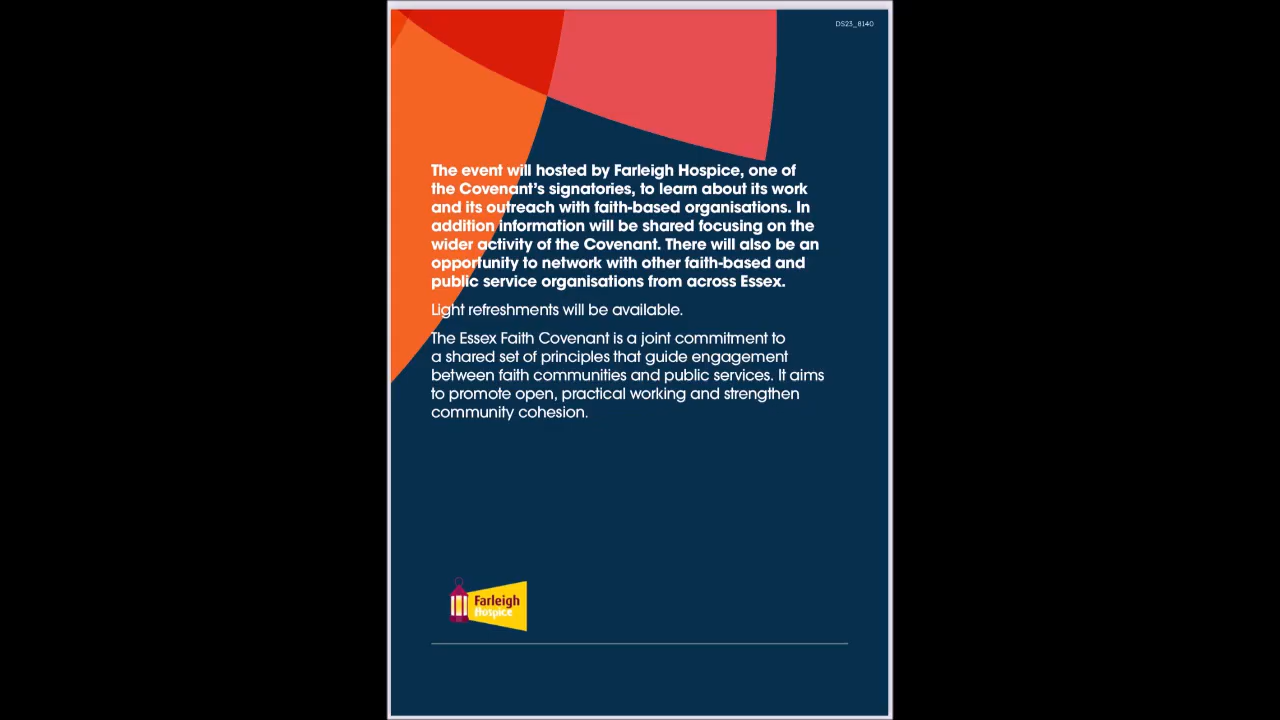 DS23_8140
The event will hosted by Farleigh Hospice, one of
the Covenant's signatories, to learn about its work
and its outreach with faith-based organisations. In
addition information will be shared focusing on the
wider activity of the Covenant. There will also be an
opportunity to network with other faith-based and
public service organisations from across Essex.
Light refreshments will be available.
The Essex Faith Covenant is a joint commitment to
a shared set of principles that guide engagement
between faith communities and public services. It aims
to promote open, practical working and strengthen
community cohesion.
Farleigh
Hospice